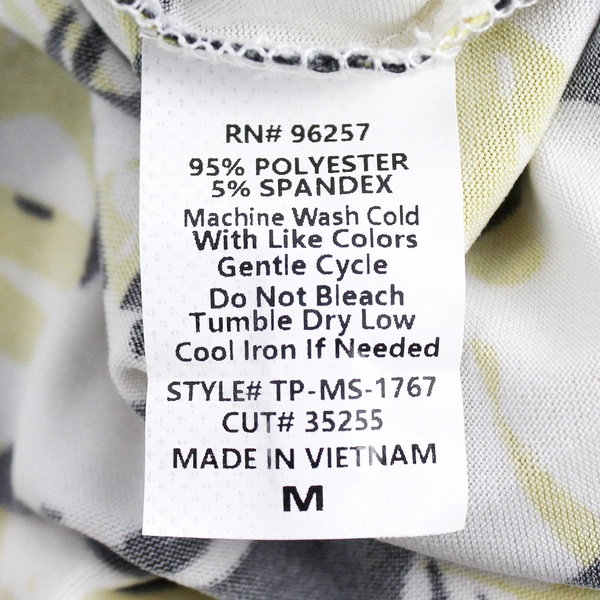 RN# 96257
95% POLYESTER
5% SPANDEX
Machine Wash Cold
With Like Colors
Gentle Cycle
Do Not Bleach
Tumble Dry Low
Cool Iron If Needed
STYLE# TP-MS-1767
CUT# 35255
MADE IN VIETNAM
M